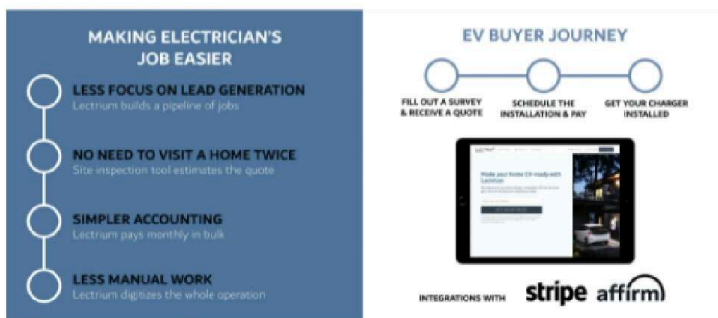 MAKING ELECTRICIAN'S
JOB EASIER
LESS FOCUS ON LEAD GENERATION
Lectrium builds a pipeline of jobs
NO NEED TO VISIT A HOME TWICE
Site inspection tool estimates the quote
SIMPLER ACCOUNTING
Lectrium pays monthly in bulk
LESS MANUAL WORK
Lectrium digitizes the whole operation
EV BUYER JOURNEY
FILL OUT A SURVEY
& RECEIVE A QUOTE
SCHEDULE THE
INSTALLATION & PAY
GET YOUR CHARGER
INSTALLED
Make your home EV-ready with
Lectrium
INTEGRATIONS WITH
stripe
affirm